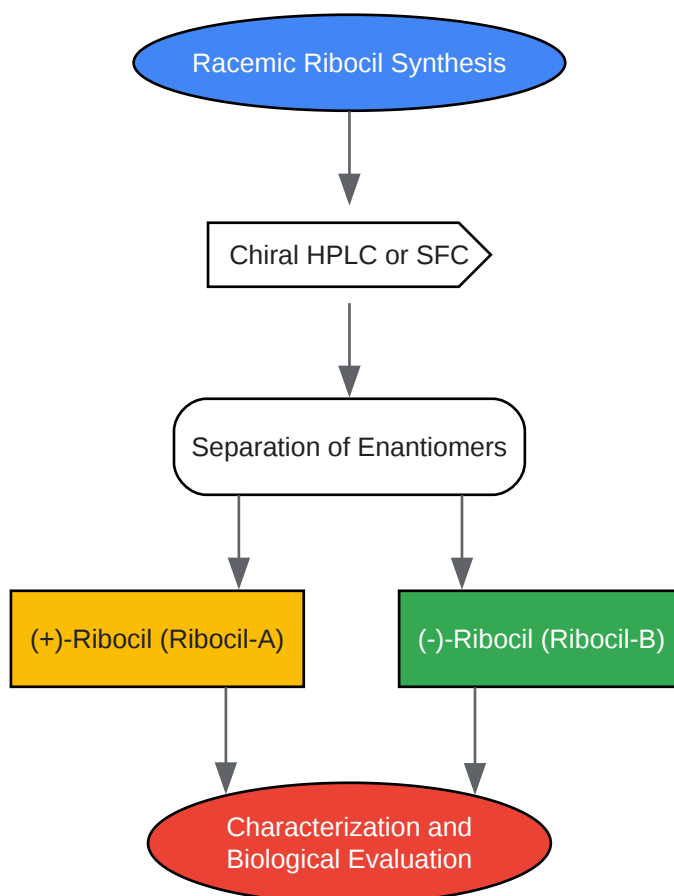 Racemic Ribocil Synthesis
Chiral HPLC or SFC
Separation of Enantiomers
(+)-Ribocil (Ribocil-A)
(-)-Ribocil (Ribocil-B)
Characterization and
Biological Evaluation